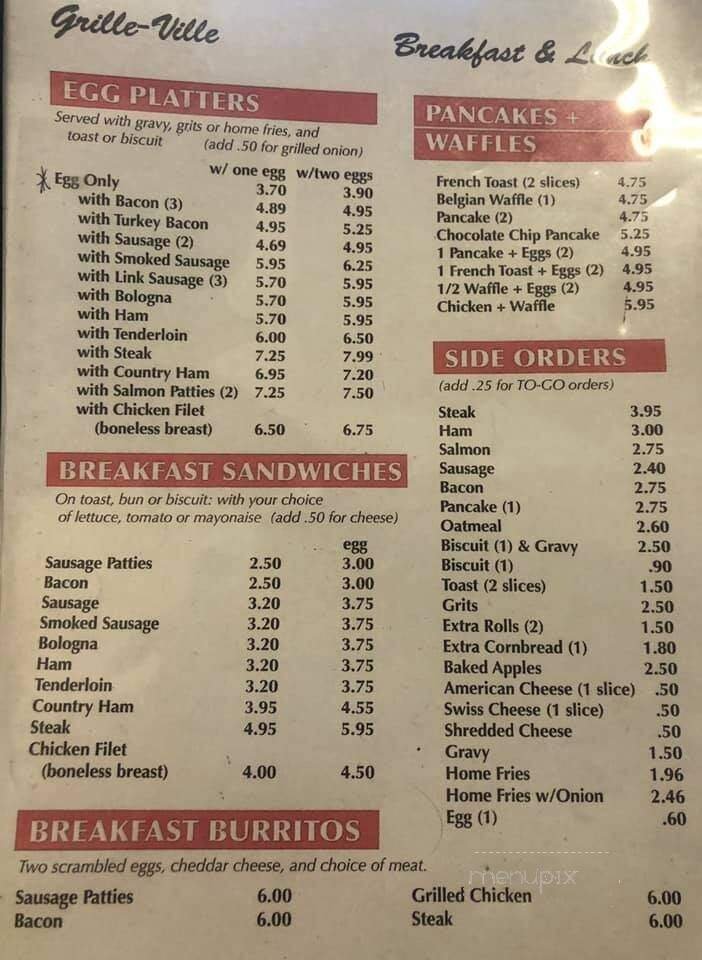 Grille-Ville
Breakfast & Lunch
EGG PLATTERS
Served with gravy, grits or home fries, and
toast or biscuit (add .50 for grilled onion)
w/ one egg w/two eggs
Egg Only 3.70 3.90
with Bacon (3) 4.89 4.95
with Turkey Bacon 4.95 5.25
with Sausage (2) 4.69 4.95
with Smoked Sausage 5.95 6.25
with Link Sausage (3) 5.70 5.95
with Bologna 5.70 5.95
with Ham 5.70 5.95
with Tenderloin 6.00 6.50
with Steak 7.25 7.99
with Country Ham 6.95 7.20
with Salmon Patties (2) 7.25 7.50
with Chicken Filet
(boneless breast) 6.50 6.75
BREAKFAST SANDWICHES
On toast, bun or biscuit: with your choice
of lettuce, tomato or mayonaise (add .50 for cheese)
egg
Sausage Patties 2.50 3.00
Bacon 2.50 3.00
Sausage 3.20 3.75
Smoked Sausage 3.20 3.75
Bologna 3.20 3.75
Ham 3.20 3.75
Tenderloin 3.20 3.75
Country Ham 3.95 4.55
Steak 4.95 5.95
Chicken Filet
(boneless breast) 4.00 4.50
PANCAKES +
WAFFLES
French Toast (2 slices) 4.75
Belgian Waffle (1) 4.75
Pancake (2) 4.75
Chocolate Chip Pancake 5.25
1 Pancake + Eggs (2) 4.95
1 French Toast + Eggs (2) 4.95
1/2 Waffle + Eggs (2) 4.95
Chicken + Waffle 5.95
SIDE ORDERS
(add .25 for TO-GO orders)
Steak 3.95
Ham 3.00
Salmon 2.75
Sausage 2.40
Bacon 2.75
Pancake (1) 2.75
Oatmeal 2.60
Biscuit (1) & Gravy 2.50
Biscuit (1) .90
Toast (2 slices) 1.50
Grits 2.50
Extra Rolls (2) 1.50
Extra Cornbread (1) 1.80
Baked Apples 2.50
American Cheese (1 slice) .50
Swiss Cheese (1 slice) .50
Shredded Cheese .50
Gravy 1.50
Home Fries 1.96
Home Fries w/Onion 2.46
Egg (1) .60
BREAKFAST BURRITOS
Two scrambled eggs, cheddar cheese, and choice of meat.
Sausage Patties 6.00
Bacon 6.00
Grilled Chicken 6.00
Steak 6.00
menupix